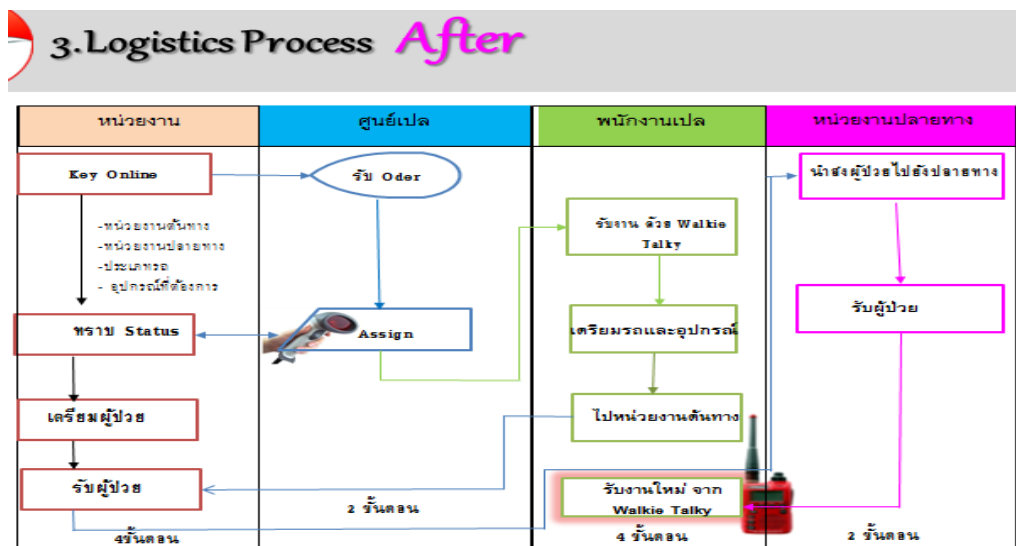 3.Logistics Process After
หน่วยงาน
ศูนย์เปล
พนักงานเปล
หน่วยงานปลายทาง
Key Online
รับ Oder
นำส่งผู้ป่วยไปยังปลายทาง
-หน่วยงานต้นทาง
-หน่วยงานปลายทาง
-ประเภทรถ
- อุปกรณ์ที่ต้องการ
รับงาน ด้วย Walkie
Talky
ทราบ Status
Assign
เตรียมรถและอุปกรณ์
รับผู้ป่วย
เตรียมผู้ป่วย
ไปหน่วยงานต้นทาง
รับผู้ป่วย
รับงานใหม่ จาก
Walkie Talky
4ขั้นตอน
2 ขั้นตอน
4 ขั้นตอน
2 ขั้นตอน